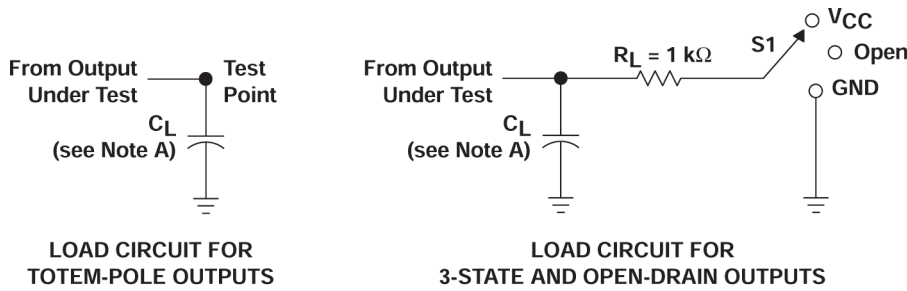 From Output
Under Test
Test
Point
CL
(see Note A)
LOAD CIRCUIT FOR
TOTEM-POLE OUTPUTS
From Output
Under Test
RL = 1 kΩ
S1
VCC
Open
GND
CL
(see Note A)
LOAD CIRCUIT FOR
3-STATE AND OPEN-DRAIN OUTPUTS